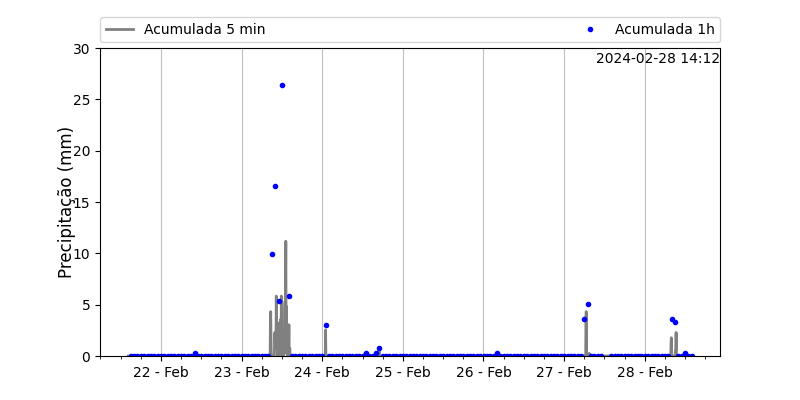 Acumulada 5 min
Acumulada 1h
2024-02-28 14:12
Precipitação (mm)
30
25
20
15
10
5
0
22 - Feb
23 - Feb
24 - Feb
25 - Feb
26 - Feb
27 - Feb
28 - Feb